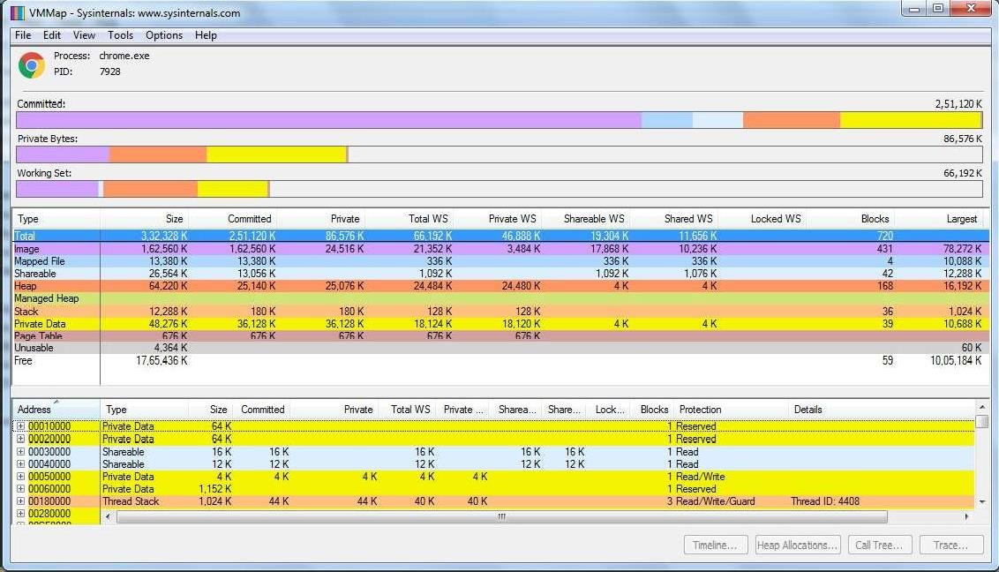 VMMap - Sysinternals: www.sysinternals.com
File Edit View Tools Options Help
Process: chrome.exe
PID: 7928
Committed: 2,51,120 K
Private Bytes: 86,576 K
Working Set: 66,192 K
Type Size Committed Private Total WS Private WS Shareable WS Shared WS Locked WS Blocks Largest
Total 3,32,328 K 2,51,120 K 86,576 K 66,192 K 46,888 K 19,304 K 11,656 K 720
Image 1,62,560 K 1,62,560 K 24,516 K 21,352 K 3,484 K 17,868 K 10,236 K 431 78,272 K
Mapped File 13,380 K 13,380 K 336 K 336 K 336 K 4 10,088 K
Shareable 26,564 K 13,056 K 1,092 K 1,092 K 1,076 K 42 12,288 K
Heap 64,220 K 25,140 K 25,076 K 24,484 K 24,480 K 4 K 4 K 168 16,192 K
Managed Heap
Stack 12,288 K 180 K 180 K 128 K 128 K 36 1,024 K
Private Data 48,276 K 36,128 K 36,128 K 18,124 K 18,120 K 4 K 4 K 39 10,688 K
Page Table 676 K 676 K 676 K 676 K 676 K
Unusable 4,364 K 60 K
Free 17,65,436 K 59 10,05,184 K
Address Type Size Committed Private Total WS Private ... Sharea... Share... Lock... Blocks Protection Details
00010000 Private Data 64 K 1 Reserved
00020000 Private Data 64 K 1 Reserved
00030000 Shareable 16 K 16 K 16 K 16 K 16 K 1 Read
00040000 Shareable 12 K 12 K 12 K 12 K 12 K 1 Read
00050000 Private Data 4 K 4 K 4 K 4 K 4 K 1 Read/Write
00060000 Private Data 1,152 K 1 Reserved
00180000 Thread Stack 1,024 K 44 K 44 K 40 K 40 K 3 Read/Write/Guard Thread ID: 4408
00280000
Timeline... Heap Allocations... Call Tree... Trace...